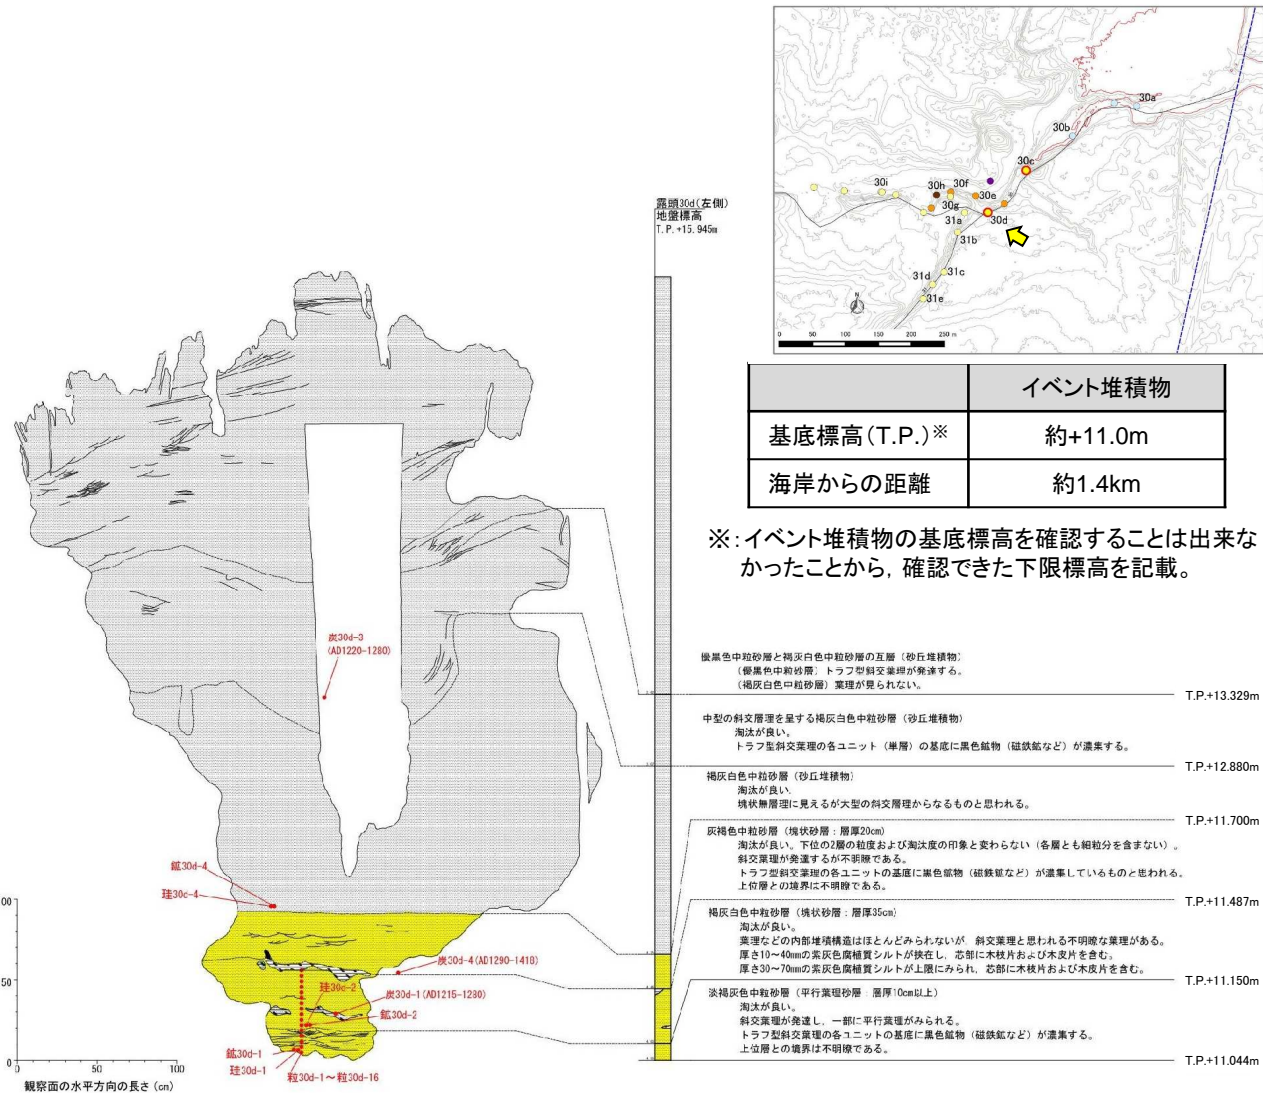 30a
30b
30c
30i
30h
30f
30e
30g
30d
31a
31b
31c
31d
31e
N
0 50 100 150 200 250 m
露頭30d(左側)
地盤標高
T.P.+15.945m
イベント堆積物
基底標高(T.P.)※ 約+11.0m
海岸からの距離 約1.4km
※:イベント堆積物の基底標高を確認することは出来な
かったことから, 確認できた下限標高を記載。
優黒色中粒砂層と褐灰白色中粒砂層の互層（砂丘堆積物）
（優黒色中粒砂層）トラフ型斜交葉理が発達する。
（褐灰白色中粒砂層）葉理が見られない。
T.P.+13.329m
中型の斜交層理を呈する褐灰白色中粒砂層（砂丘堆積物）
淘汰が良い。
トラフ型斜交葉理の各ユニット（単層）の基底に黒色鉱物（磁鉄鉱など）が濃集する。
T.P.+12.880m
褐灰白色中粒砂層（砂丘堆積物）
淘汰が良い。
塊状無層理に見えるが大型の斜交層理からなるものと思われる。
T.P.+11.700m
灰褐色中粒砂層（塊状砂層：層厚20cm）
淘汰が良い。下位の2層の粒度および淘汰度の印象と変わらない（各層とも細粒分を含まない）。
斜交葉理が発達するが不明瞭である。
トラフ型斜交葉理の各ユニットの基底に黒色鉱物（磁鉄鉱など）が濃集しているものと思われる。
上位層との境界は不明瞭である。
T.P.+11.487m
褐灰白色中粒砂層（塊状砂層：層厚35cm）
淘汰が良い。
葉理などの内部堆積構造はほとんどみられないが、斜交葉理と思われる不明瞭な葉理がある。
厚さ10～40mmの紫灰色腐植質シルトが挟在し、芯部に木枝片および木皮片を含む。
厚さ30～70mmの紫灰色腐植質シルトが上限にみられ、芯部に木枝片および木皮片を含む。
T.P.+11.150m
淡褐灰色中粒砂層（平行葉理砂層：層厚10cm以上）
淘汰が良い。
斜交葉理が発達し、一部に平行葉理がみられる。
トラフ型斜交葉理の各ユニットの基底に黒色鉱物（磁鉄鉱など）が濃集する。
上位層との境界は不明瞭である。
T.P.+11.044m
炭30d-3
(AD1220-1280)
鉱30d-4
珪30d-4
炭30d-4(AD1290-1410)
珪30d-2
炭30d-1(AD1215-1280)
鉱30d-2
鉱30d-1
珪30d-1
粒30d-1～粒30d-16
50
0
0 50 100
観察面の水平方向の長さ(cm)